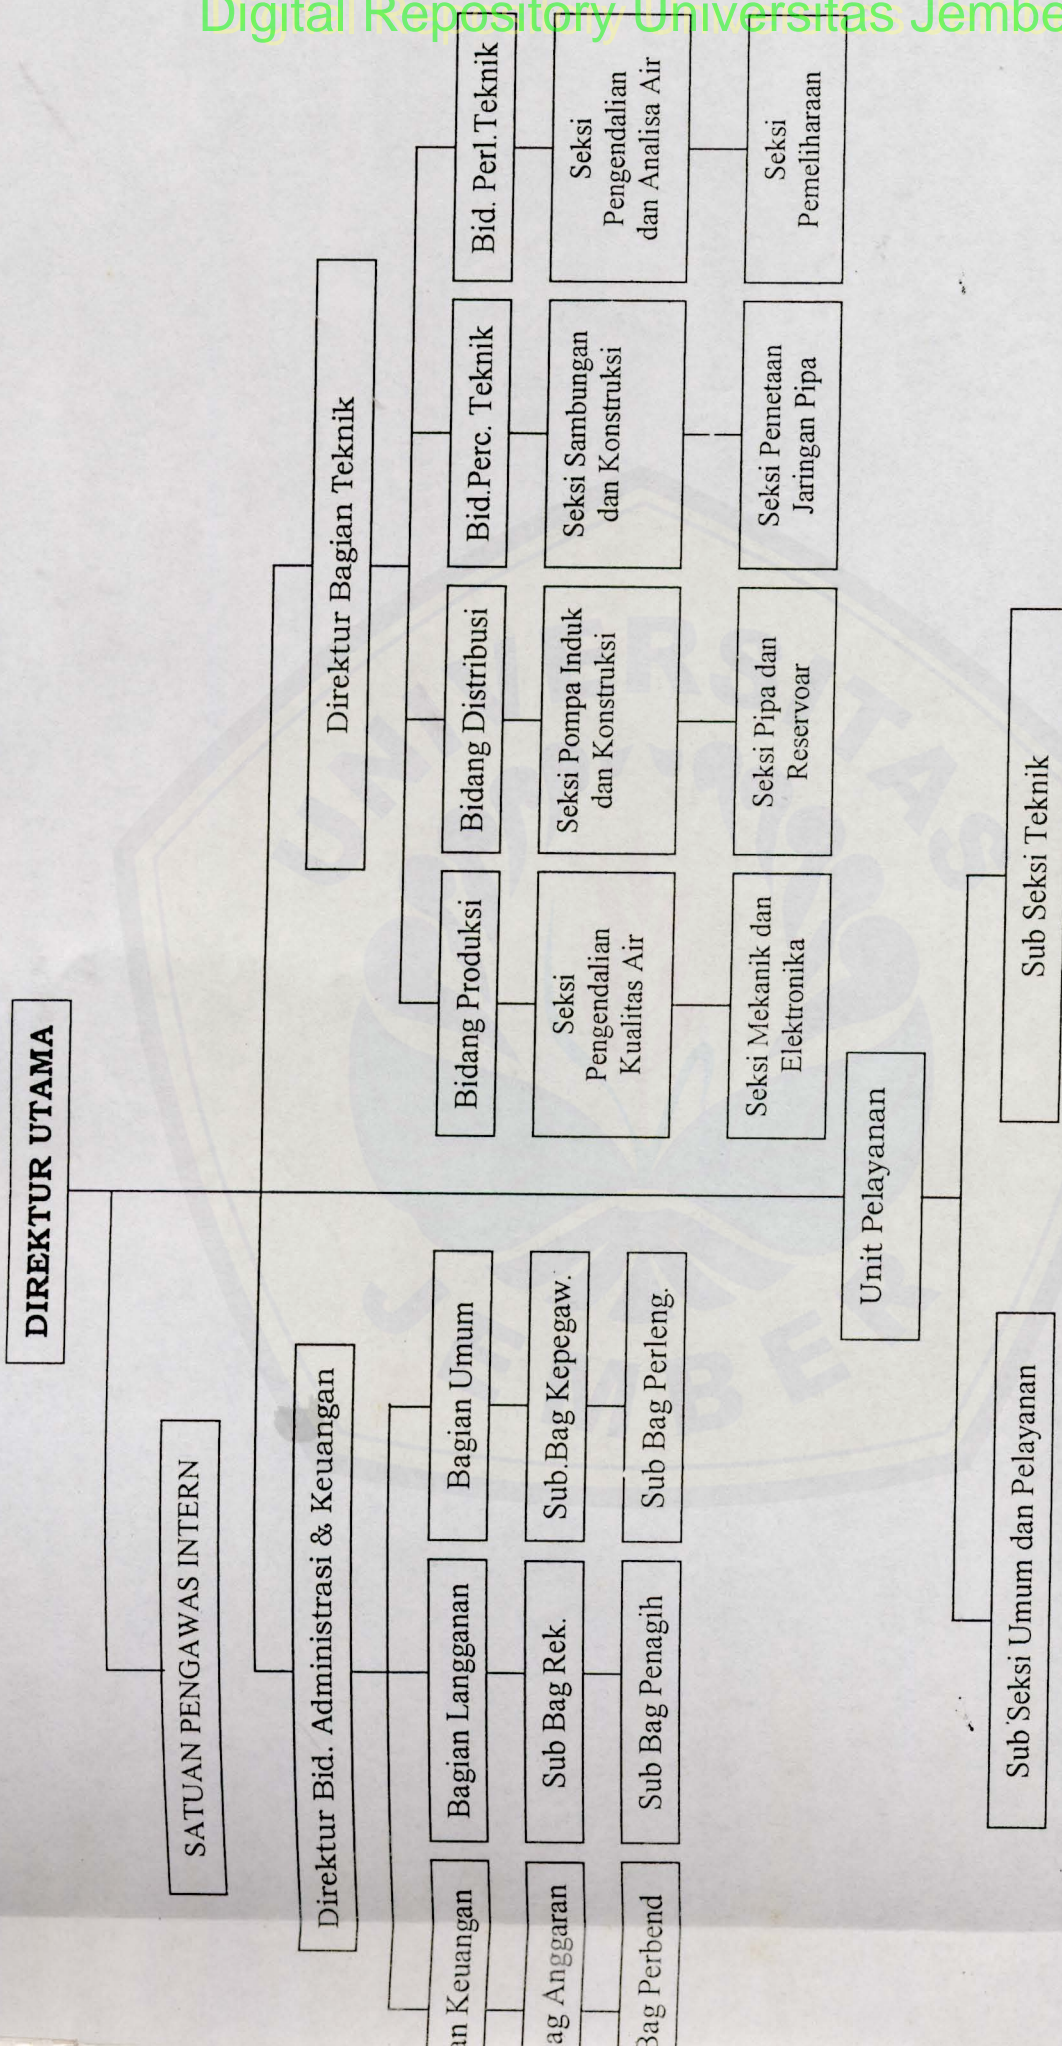 Digital Repository Universitas Jembe
DIREKTUR UTAMA
SATUAN PENGAWAS INTERN
Direktur Bid. Administrasi & Keuangan
Direktur Bagian Teknik
an Keuangan
Bagian Langganan
Bagian Umum
Bidang Produksi
Bidang Distribusi
Bid.Perc. Teknik
Bid. Perl.Teknik
ag Anggaran
Sub Bag Rek.
Sub.Bag Kepegaw.
Seksi
Pengendalian
Kualitas Air
Seksi Pompa Induk
dan Konstruksi
Seksi Sambungan
dan Konstruksi
Seksi
Pengendalian
dan Analisa Air
Bag Perbend
Sub Bag Penagih
Sub Bag Perleng.
Seksi Mekanik dan
Elektronika
Seksi Pipa dan
Reservoar
Seksi Pemetaan
Jaringan Pipa
Seksi
Pemeliharaan
Unit Pelayanan
Sub Seksi Umum dan Pelayanan
Sub Seksi Teknik
UNIVERSITAS
JEMBER